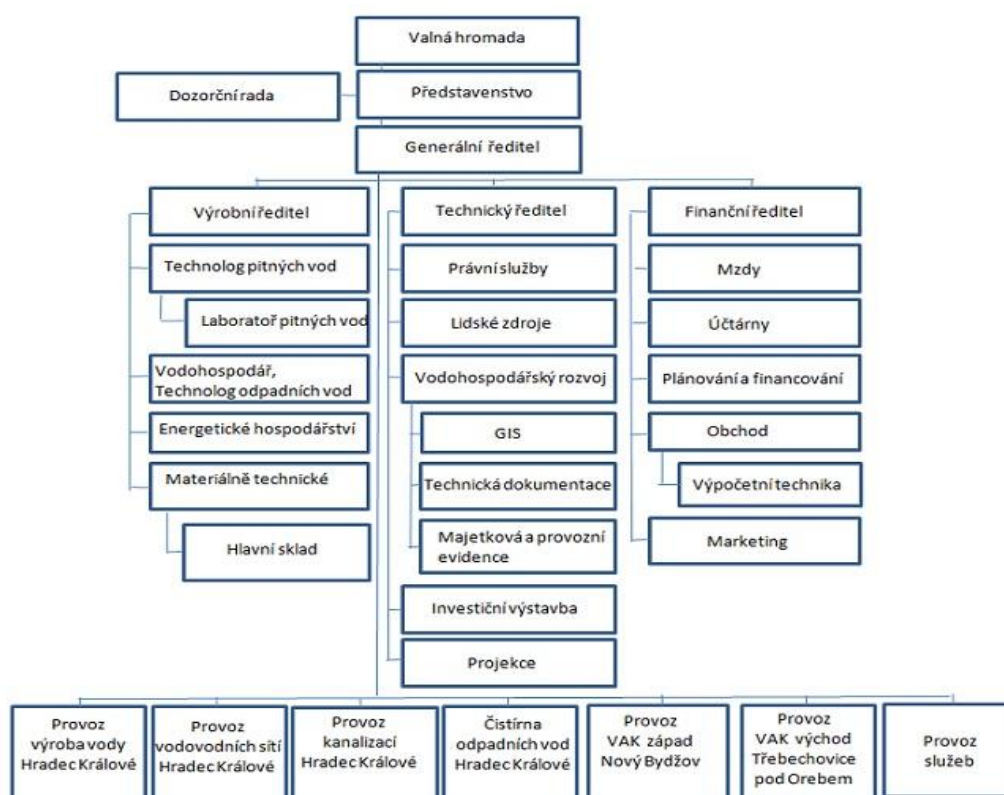 Valná hromada
Dozorční rada
Představenstvo
Generální ředitel
Výrobní ředitel
Technologie pitných vod
Laboratoř pitných vod
Vodohospodář,
Technolog odpadních vod
Energetické hospodářství
Materiálně technické
Hlavní sklad
Technický ředitel
Právní služby
Lidské zdroje
Vodohospodářský rozvoj
GIS
Technická dokumentace
Majetková a provozní
evidence
Investiční výstavba
Projekce
Finanční ředitel
Mzdy
Účtárny
Plánování a financování
Obchod
Výpočetní technika
Marketing
Provoz
výroba vody
Hradec Králové
Provoz
vodovodních sítí
Hradec Králové
Provoz
kanalizací
Hradec Králové
Čistírna
odpadních vod
Hradec Králové
Provoz
VAK západ
Nový Bydžov
Provoz
VAK východ
Třebechovice
pod Orebem
Provoz
služeb